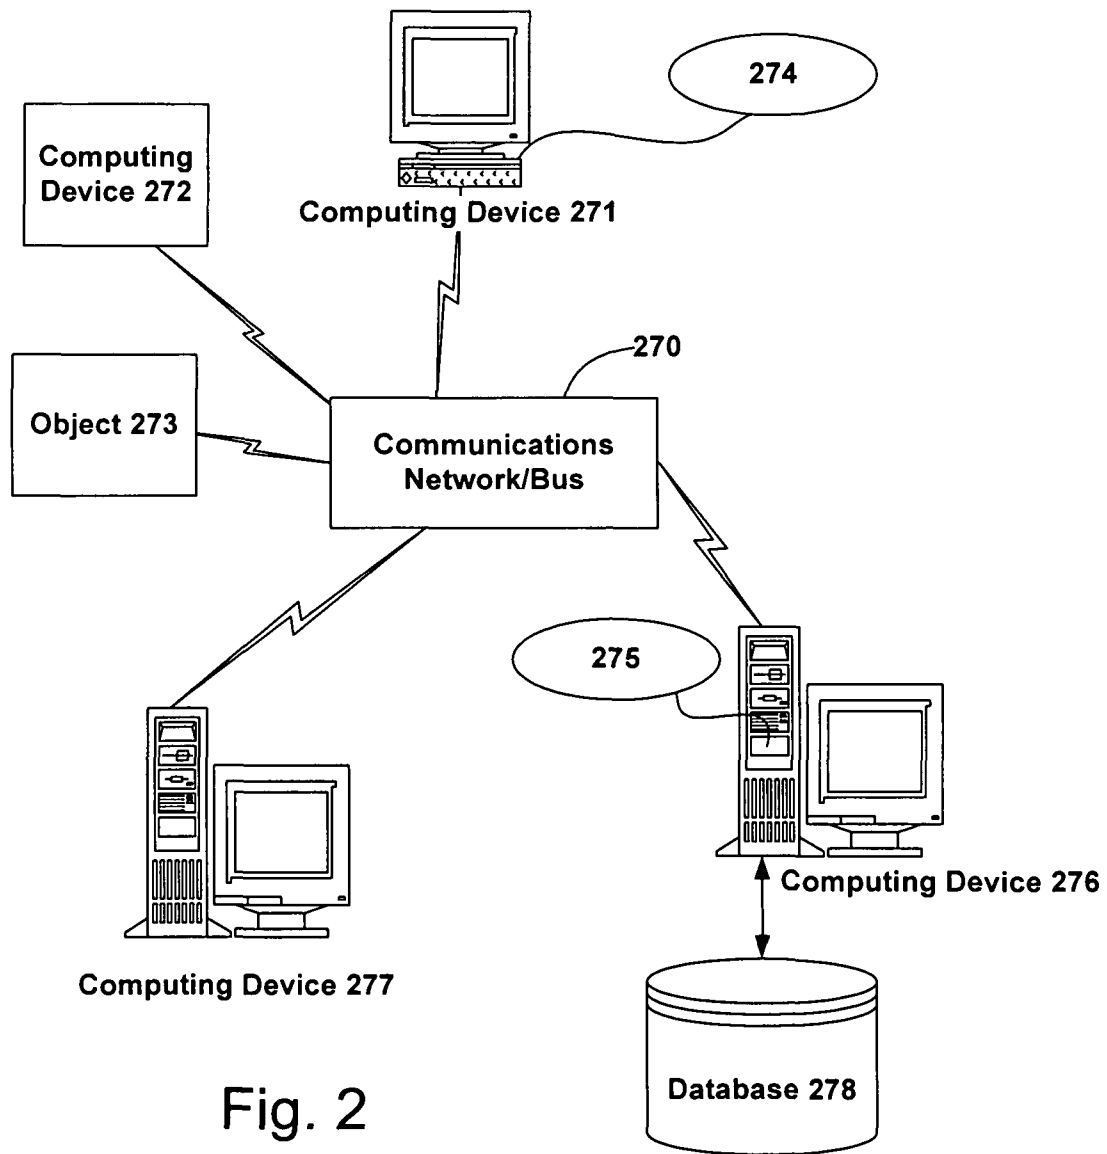 274
Computing
Device 272
Computing Device 271
270
Object 273
Communications
Network/Bus
275
Computing Device 276
Computing Device 277
Database 278
Fig. 2